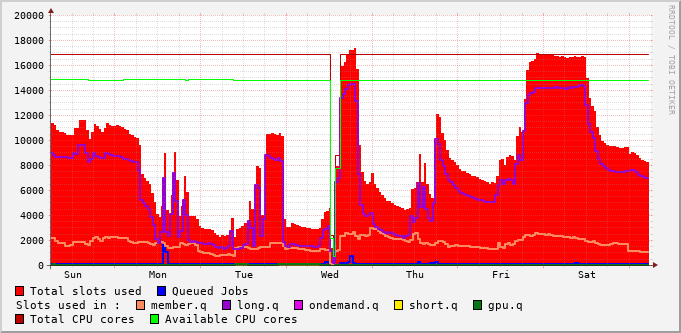 20000
18000
16000
14000
12000
10000
8000
6000
4000
2000
0
Sun Mon Tue Wed Thu Fri Sat
RRDTOOL / TOBI OETIKER
Total slots used Queued Jobs
Slots used in : member.q long.q ondemand.q short.q gpu.q
Total CPU cores Available CPU cores